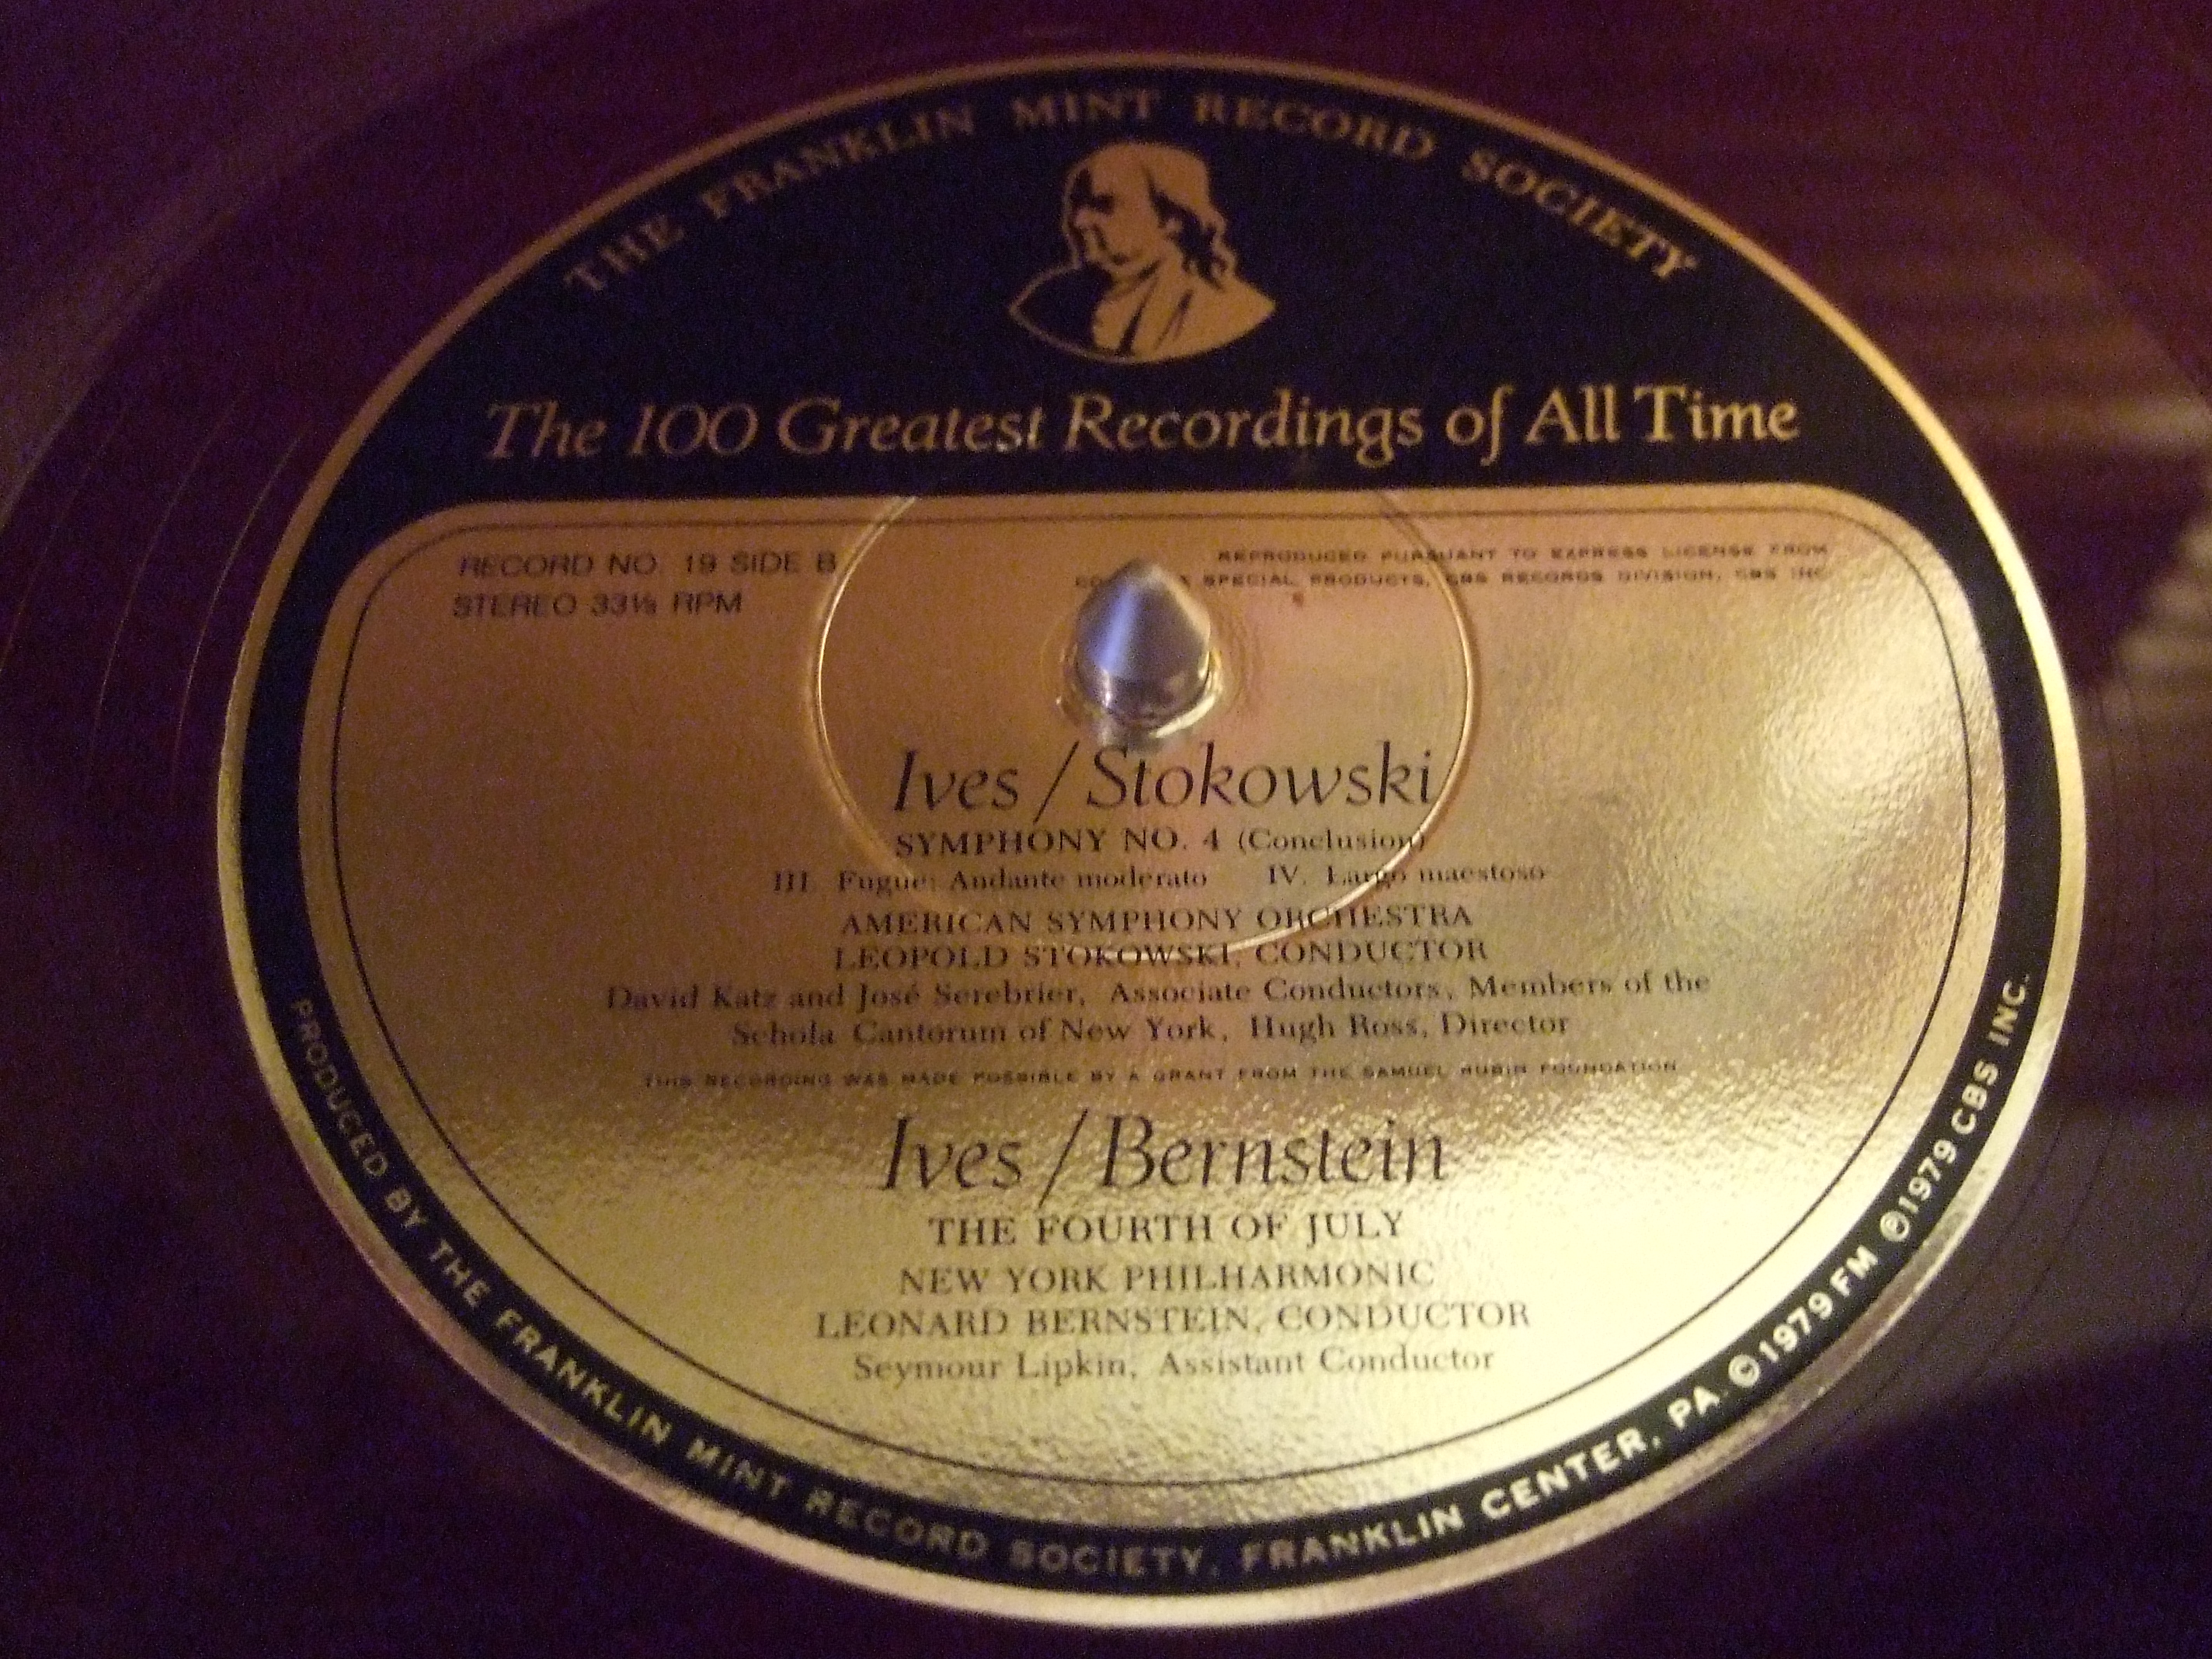 THE FRANKLIN MINT RECORD SOCIETY
The 100 Greatest Recordings of All Time
RECORD NO. 19 SIDE B
STEREO 33⅓ RPM
REPRODUCED PURSUANT TO EXPRESS LICENSE FROM
SPECIAL PRODUCTS, CBS RECORDS DIVISION, CBS INC.
Ives / Stokowski
SYMPHONY NO. 4 (Conclusion)
III. Fugue: Andante moderato IV. Largo maestoso
AMERICAN SYMPHONY ORCHESTRA
LEOPOLD STOKOWSKI, CONDUCTOR
David Katz and José Serebrier, Associate Conductors, Members of the
Schola Cantorum of New York, Hugh Ross, Director
THIS RECORDING WAS MADE POSSIBLE BY A GRANT FROM THE SAMUEL RUBIN FOUNDATION
Ives / Bernstein
THE FOURTH OF JULY
NEW YORK PHILHARMONIC
LEONARD BERNSTEIN, CONDUCTOR
Seymour Lipkin, Assistant Conductor
PRODUCED BY THE FRANKLIN MINT RECORD SOCIETY, FRANKLIN CENTER, PA. ©1979 FM ℗1979 CBS INC.